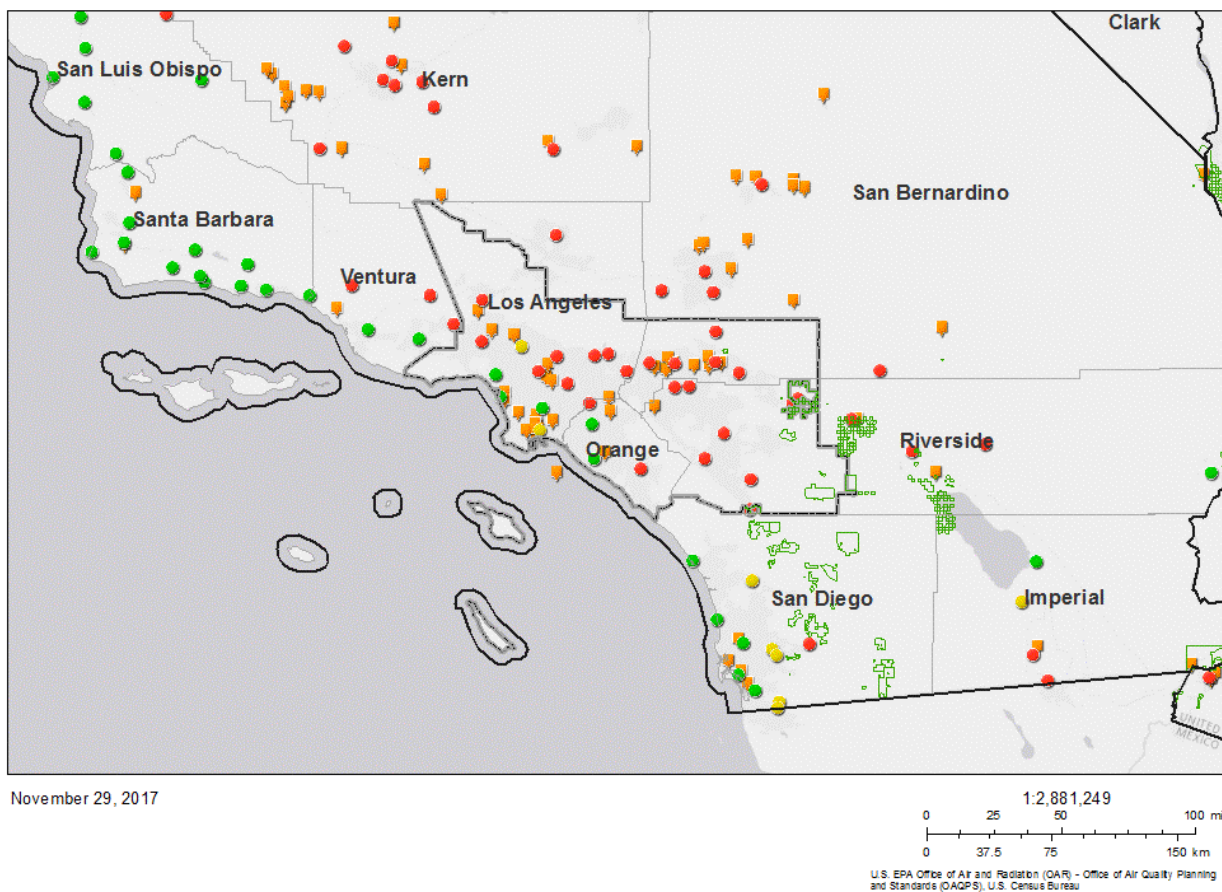 Clark
San Luis Obispo
Kern
San Bernardino
Santa Barbara
Ventura
Los Angeles
Orange
Riverside
San Diego
Imperial
UNITED
MEXICO
November 29, 2017
1:2,881,249
0 25 50 100 mi
0 37.5 75 150 km
U.S. EPA Office of Air and Radiation (OAR) - Office of Air Quality Planning
and Standards (OAQPS), U.S. Census Bureau